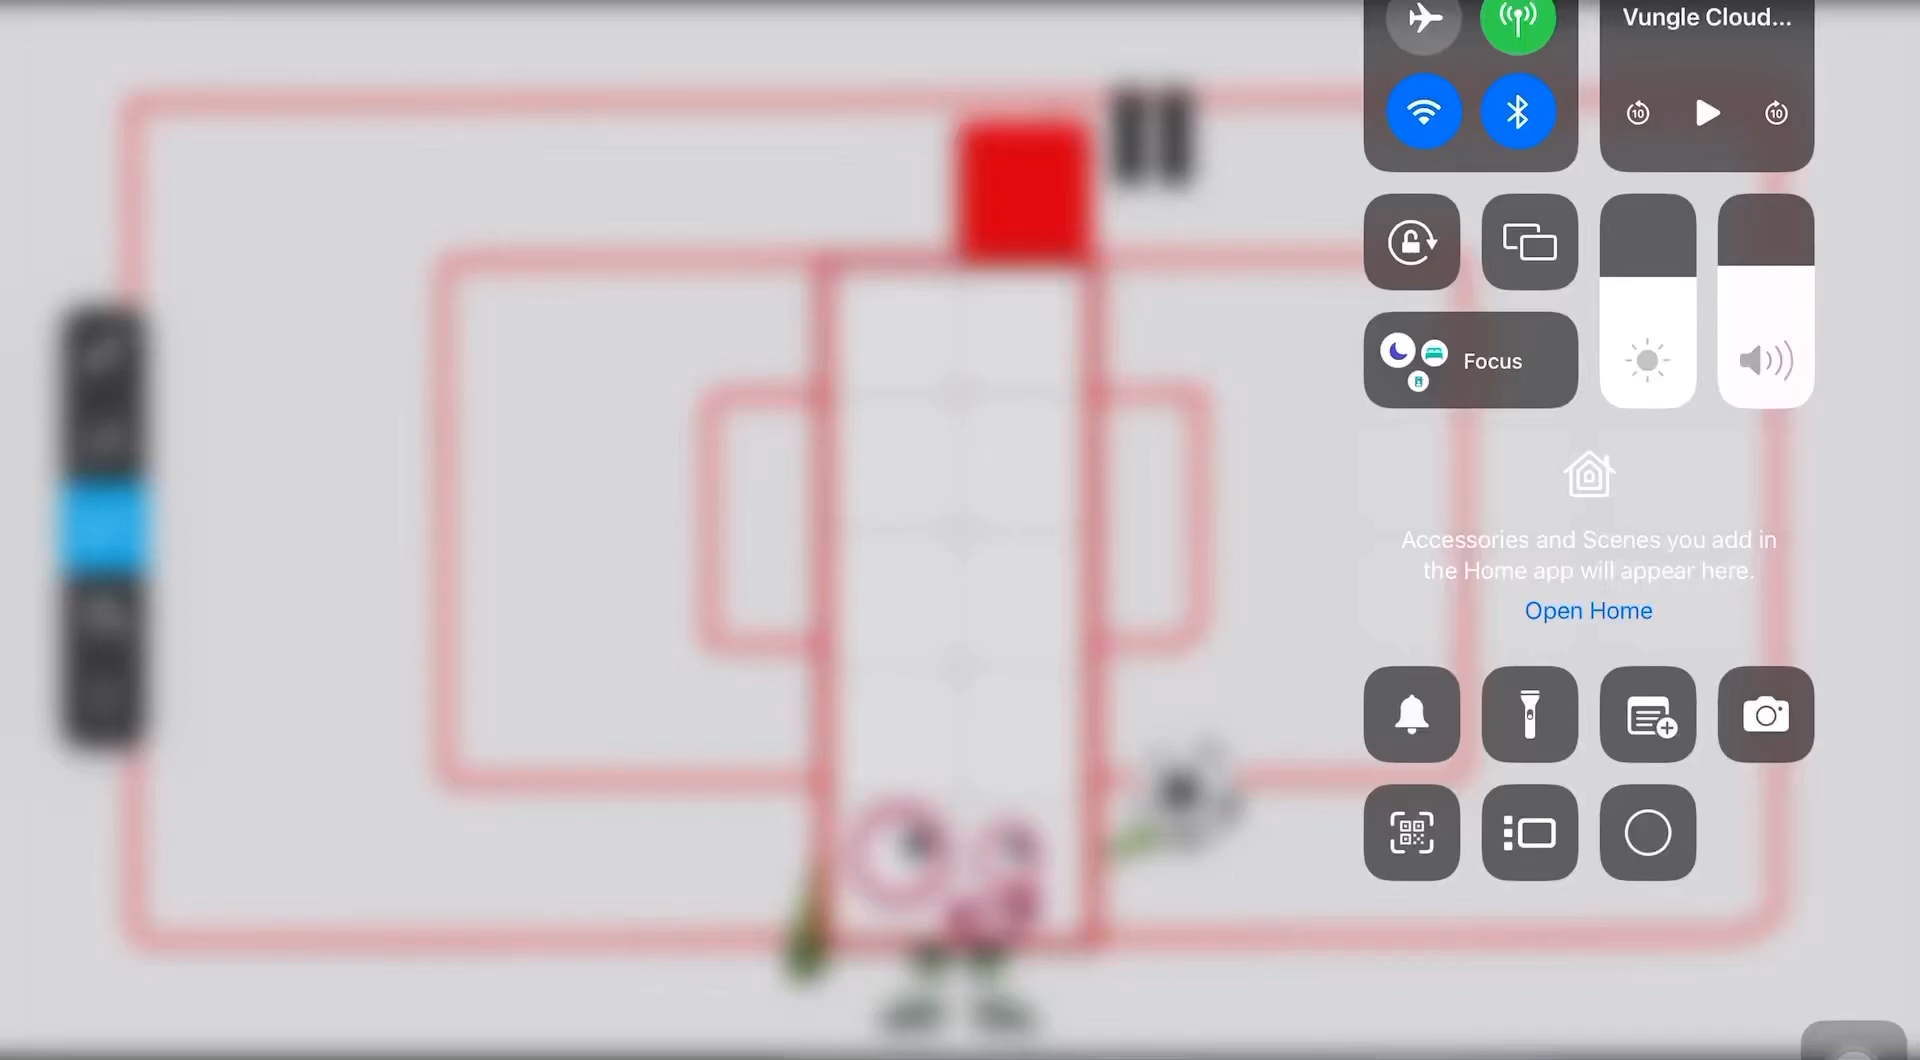 Vungle Cloud...
10
10
Focus
Accessories and Scenes you add in
the Home app will appear here.
Open Home